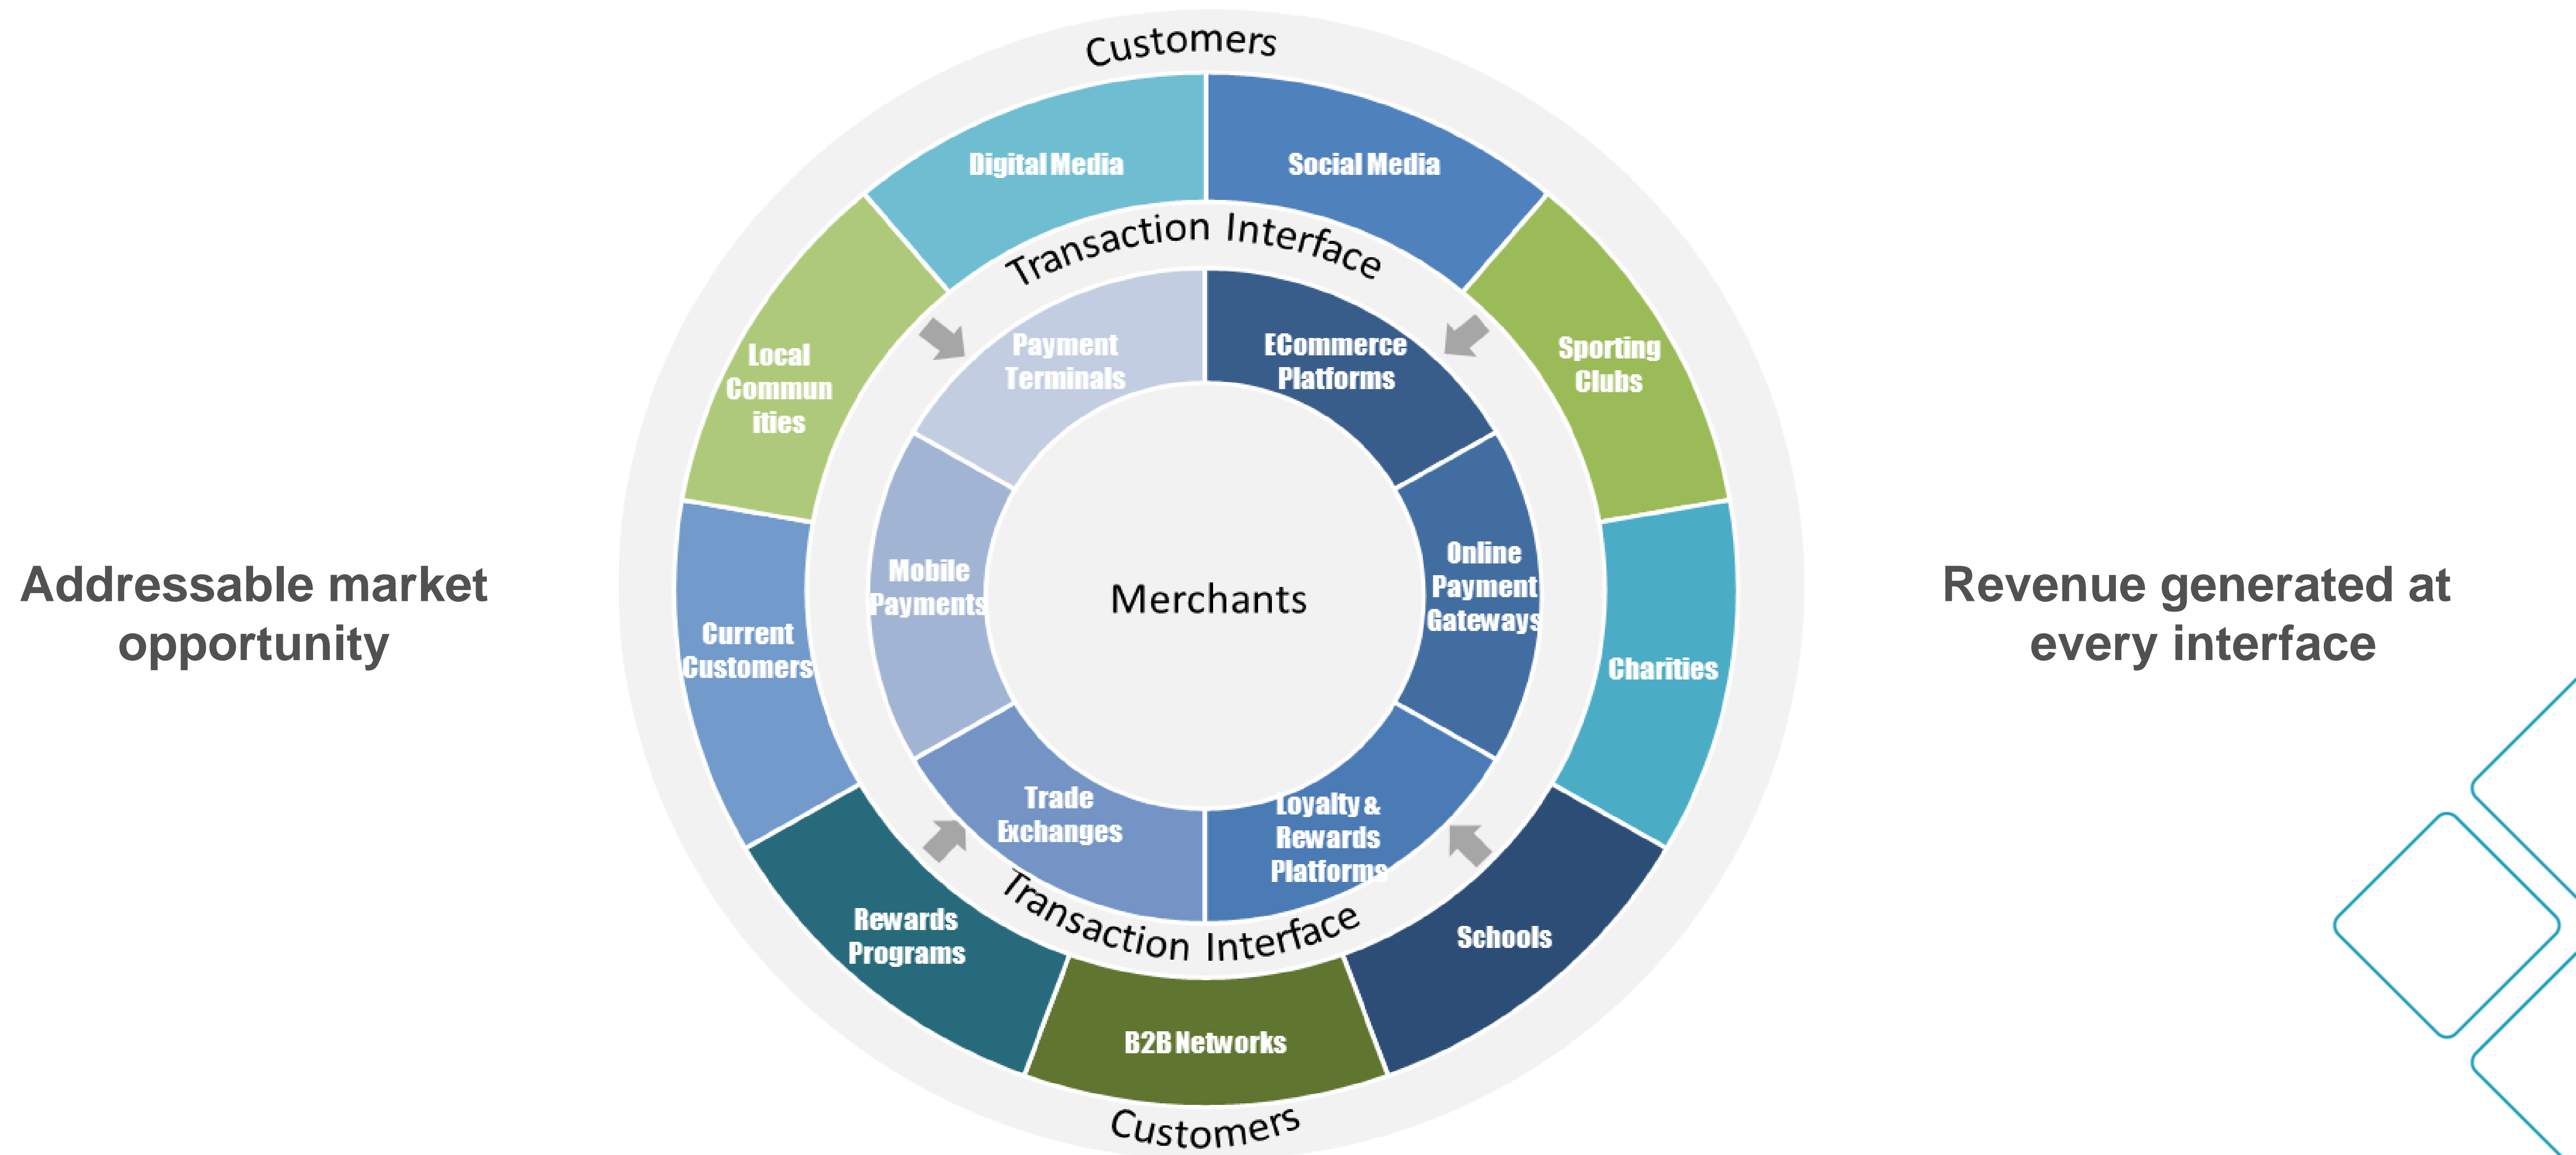 Customers
Digital Media
Social Media
Transaction Interface
Local
Commun
ities
Payment
Terminals
ECommerce
Platforms
Sporting
Clubs
Addressable market
opportunity
Current
Customers
Mobile
Payments
Merchants
Online
Payment
Gateways
Charities
Revenue generated at
every interface
Trade
Exchanges
Loyalty &
Rewards
Platforms
Rewards
Programs
Transaction Interface
Schools
B2B Networks
Customers